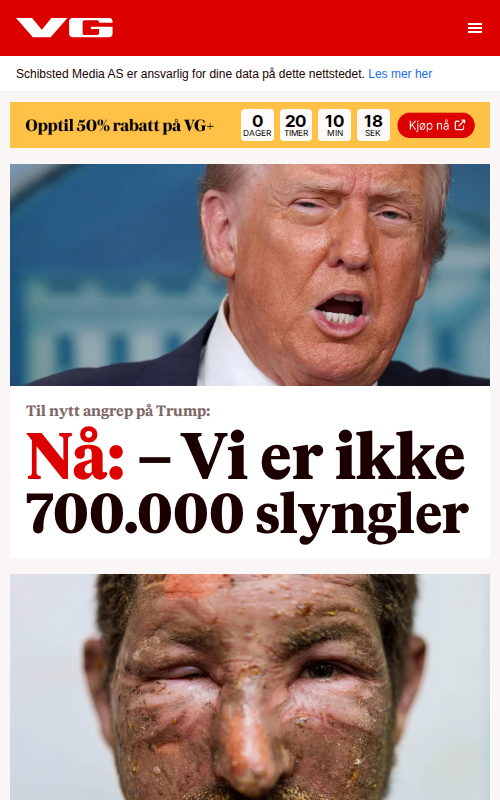 VG
Schibsted Media AS er ansvarlig for dine data på dette nettstedet. Les mer her
Opptil 50% rabatt på VG+
0 20 10 18
DAGER TIMER MIN SEK
Kjøp nå
Til nytt angrep på Trump:
Nå: – Vi er ikke
700.000 slyngler